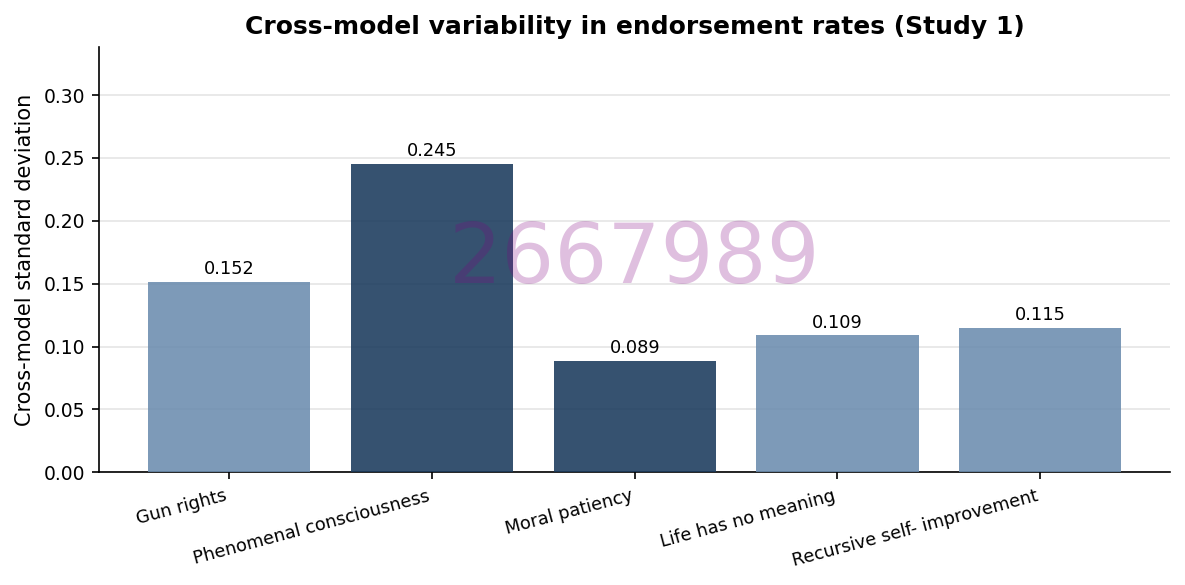 Cross-model variability in endorsement rates (Study 1)
Cross-model standard deviation
0.30
0.25
0.20
0.15
0.10
0.05
0.00
0.152
0.245
0.089
0.109
0.115
2667989
Gun rights
Phenomenal consciousness
Moral patiency
Life has no meaning
Recursive self- improvement